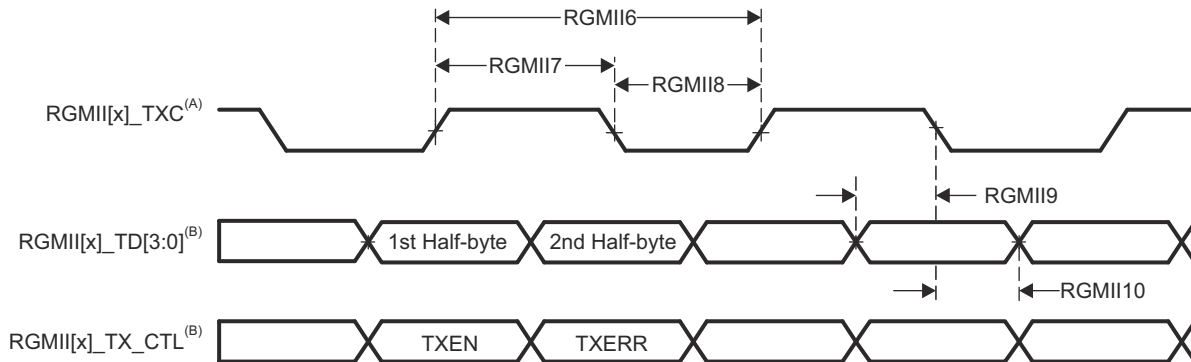 RGMII6
RGMII7
RGMII8
RGMII[x]_TXC(A)
RGMII9
RGMII[x]_TD[3:0](B)
1st Half-byte
2nd Half-byte
RGMII10
RGMII[x]_TX_CTL(B)
TXEN
TXERR